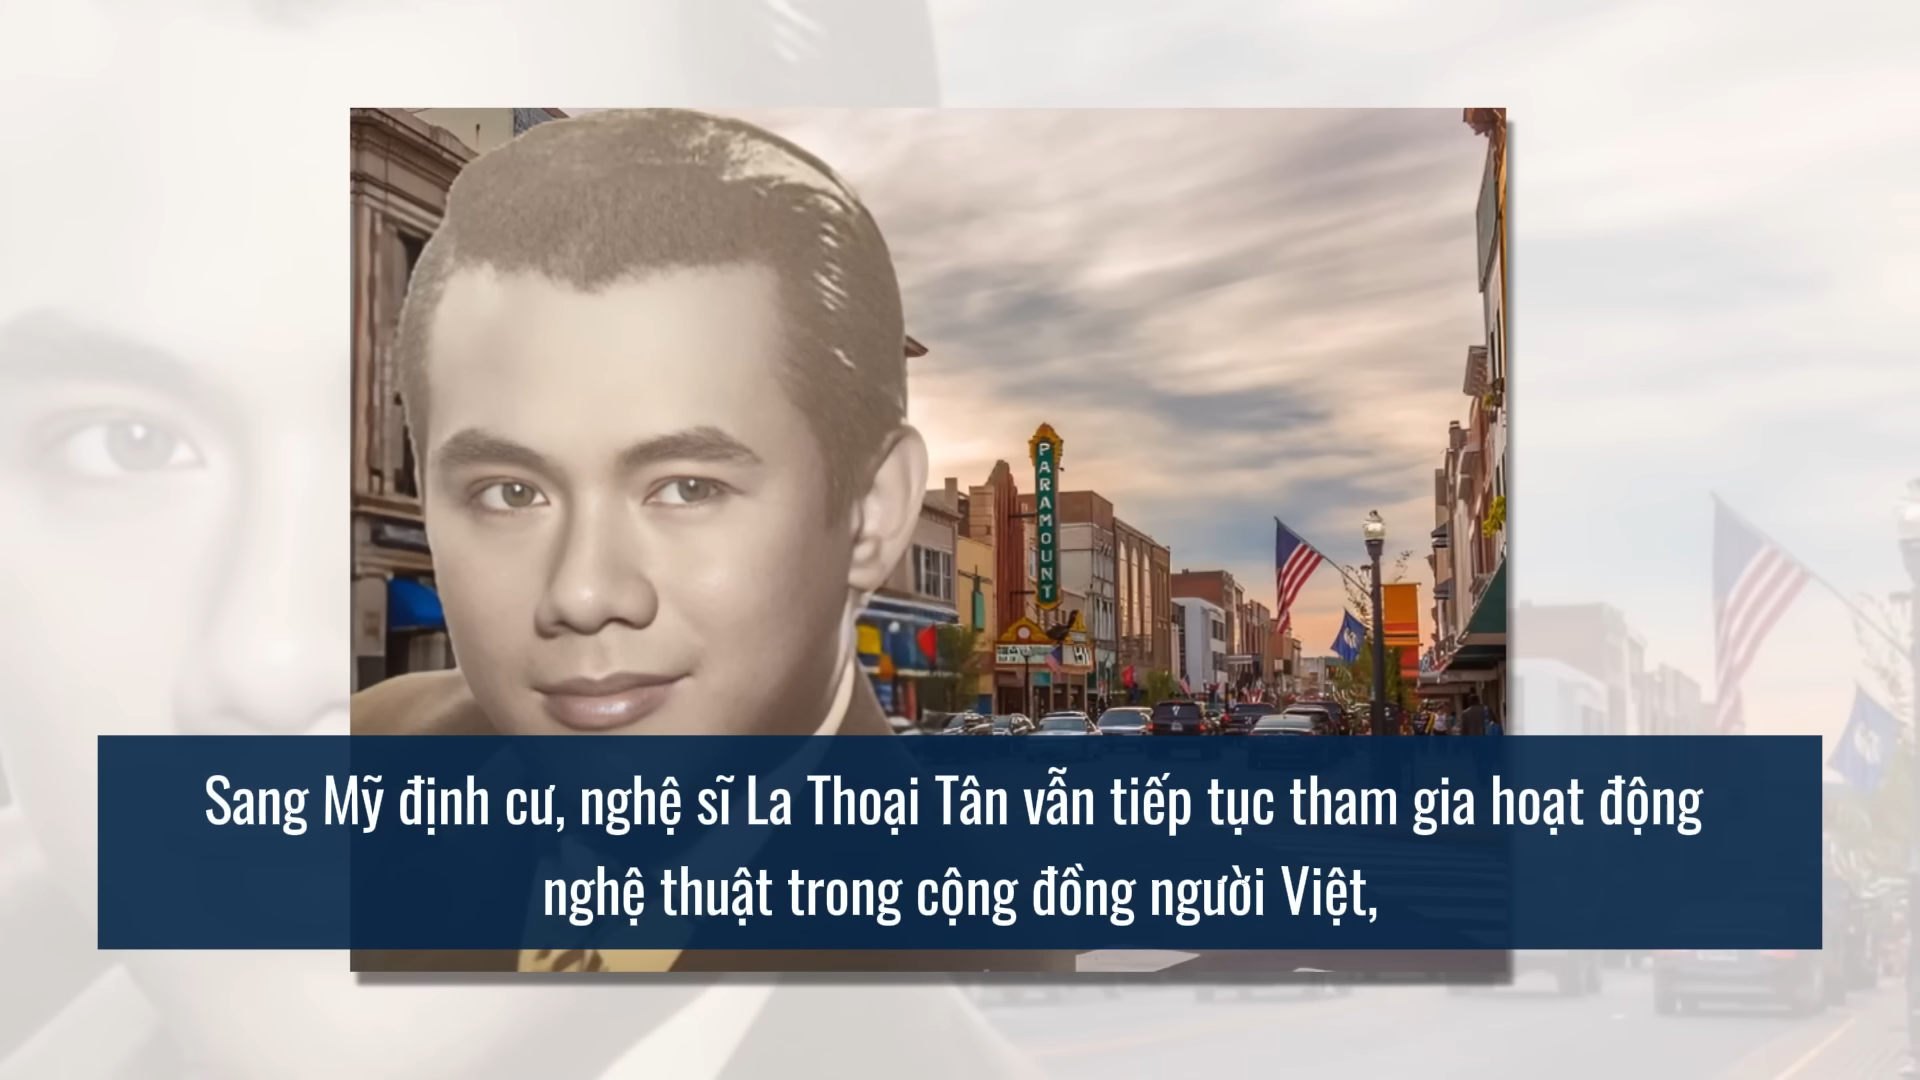 PARAMOUNT
Sang Mỹ định cư, nghệ sĩ La Thoại Tân vẫn tiếp tục tham gia hoạt động
nghệ thuật trong cộng đồng người Việt,